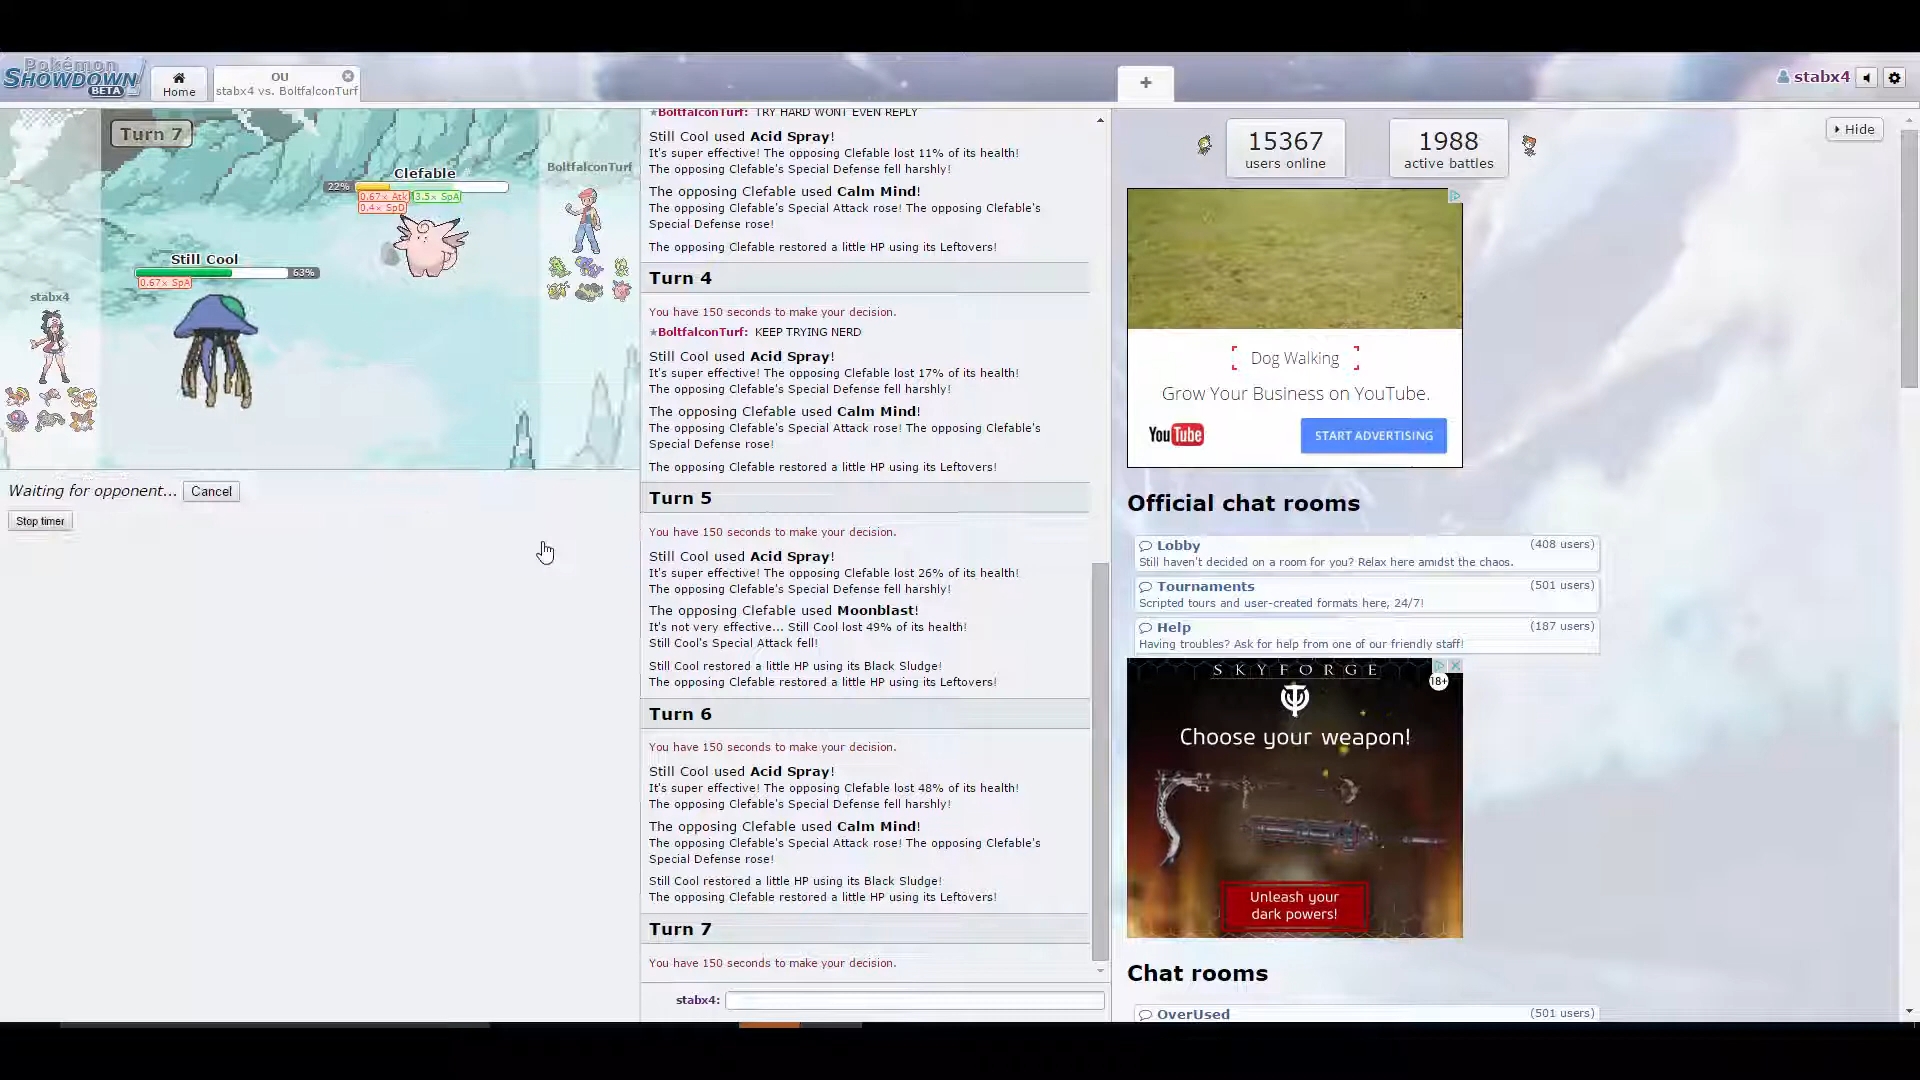 Pokémon
SHOWDOWN!
BETA
Home
OU
stabx4 vs. BoltfalconTurf
+
stabx4
Turn 7
Clefable
22%
0.67× Atk 3.5× SpA
0.4× SpD
BoltfalconTurf
Still Cool
63%
0.67× SpA
stabx4
Waiting for opponent... Cancel
Stop timer
★BoltfalconTurf: TRY HARD WONT EVEN REPLY
Still Cool used Acid Spray!
It's super effective! The opposing Clefable lost 11% of its health!
The opposing Clefable's Special Defense fell harshly!
The opposing Clefable used Calm Mind!
The opposing Clefable's Special Attack rose! The opposing Clefable's
Special Defense rose!
The opposing Clefable restored a little HP using its Leftovers!
Turn 4
You have 150 seconds to make your decision.
★BoltfalconTurf: KEEP TRYING NERD
Still Cool used Acid Spray!
It's super effective! The opposing Clefable lost 17% of its health!
The opposing Clefable's Special Defense fell harshly!
The opposing Clefable used Calm Mind!
The opposing Clefable's Special Attack rose! The opposing Clefable's
Special Defense rose!
The opposing Clefable restored a little HP using its Leftovers!
Turn 5
You have 150 seconds to make your decision.
Still Cool used Acid Spray!
It's super effective! The opposing Clefable lost 26% of its health!
The opposing Clefable's Special Defense fell harshly!
The opposing Clefable used Moonblast!
It's not very effective... Still Cool lost 49% of its health!
Still Cool's Special Attack fell!
Still Cool restored a little HP using its Black Sludge!
The opposing Clefable restored a little HP using its Leftovers!
Turn 6
You have 150 seconds to make your decision.
Still Cool used Acid Spray!
It's super effective! The opposing Clefable lost 48% of its health!
The opposing Clefable's Special Defense fell harshly!
The opposing Clefable used Calm Mind!
The opposing Clefable's Special Attack rose! The opposing Clefable's
Special Defense rose!
Still Cool restored a little HP using its Black Sludge!
The opposing Clefable restored a little HP using its Leftovers!
Turn 7
You have 150 seconds to make your decision.
stabx4:
15367
users online
1988
active battles
Hide
Dog Walking
Grow Your Business on YouTube.
YouTube
START ADVERTISING
Official chat rooms
Lobby (408 users)
Still haven't decided on a room for you? Relax here amidst the chaos.
Tournaments (501 users)
Scripted tours and user-created formats here, 24/7!
Help (187 users)
Having troubles? Ask for help from one of our friendly staff!
SKYFORGE
18+
Choose your weapon!
Unleash your
dark powers!
Chat rooms
OverUsed (501 users)